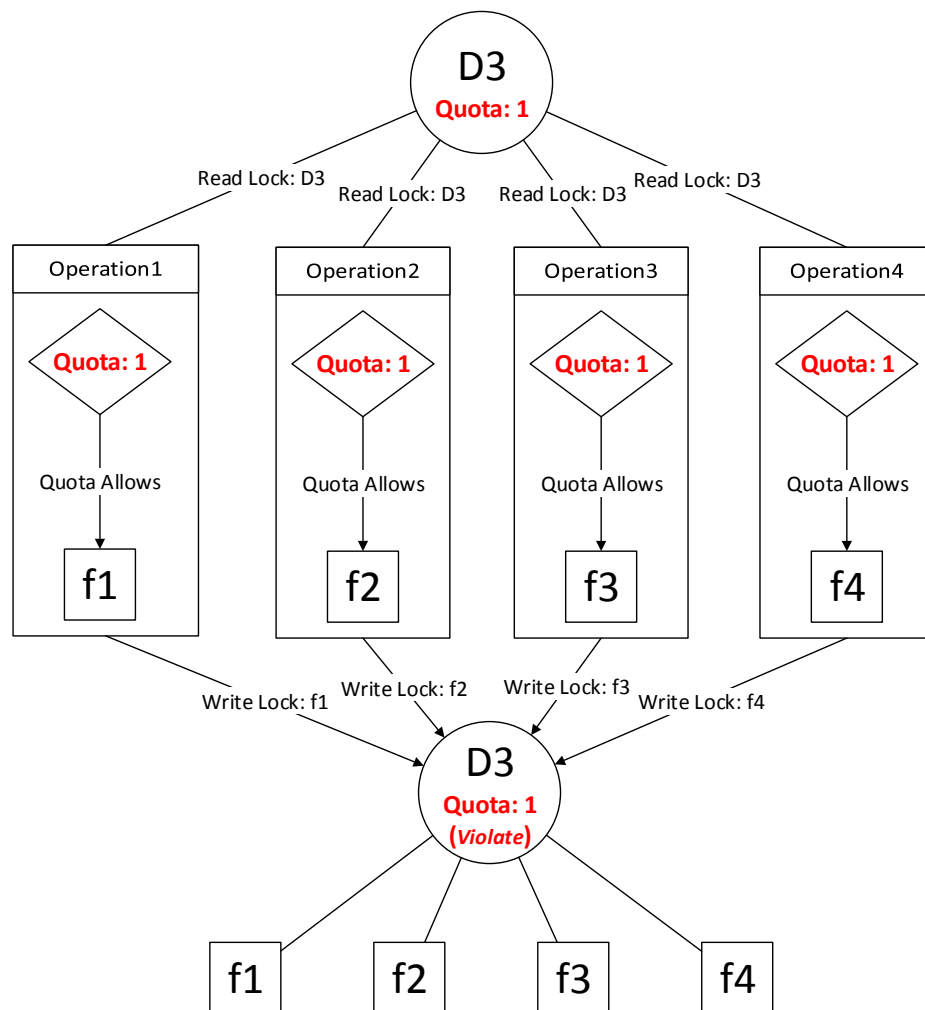 D3
Quota: 1
Read Lock: D3
Read Lock: D3
Read Lock: D3
Read Lock: D3
Operation1
Operation2
Operation3
Operation4
Quota: 1
Quota: 1
Quota: 1
Quota: 1
Quota Allows
Quota Allows
Quota Allows
Quota Allows
f1
f2
f3
f4
Write Lock: f1
Write Lock: f2
Write Lock: f3
Write Lock: f4
D3
Quota: 1
(Violate)
f1
f2
f3
f4